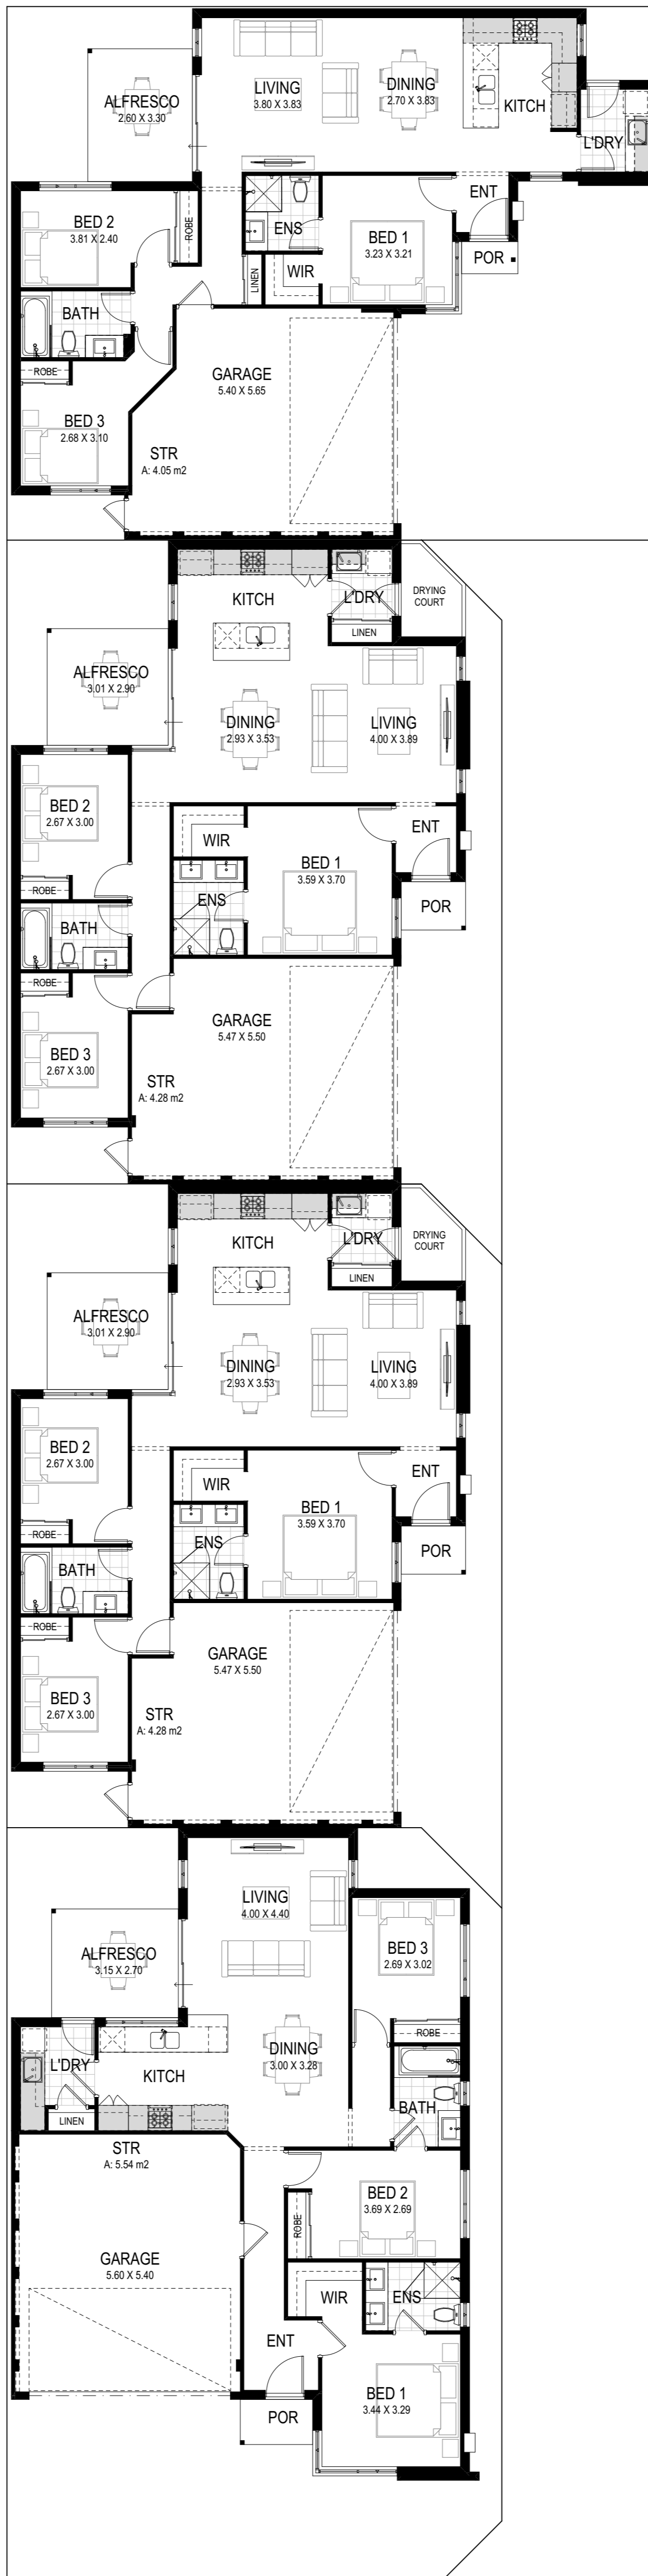 ALFRESCO
2.60 X 3.30
LIVING
3.80 X 3.83
DINING
2.70 X 3.83
KITCH
L'DRY
BED 2
3.81 X 2.40
ROBE
ENS
BED 1
3.23 X 3.21
ENT
POR
WIR
LINEN
BATH
ROBE
GARAGE
5.40 X 5.65
BED 3
2.68 X 3.10
STR
A: 4.05 m2
KITCH
L'DRY
DRYING
COURT
LINEN
ALFRESCO
3.01 X 2.90
DINING
2.93 X 3.53
LIVING
4.00 X 3.89
BED 2
2.67 X 3.00
WIR
ENT
BED 1
3.59 X 3.70
ROBE
ENS
POR
BATH
ROBE
GARAGE
5.47 X 5.50
BED 3
2.67 X 3.00
STR
A: 4.28 m2
KITCH
L'DRY
DRYING
COURT
LINEN
ALFRESCO
3.01 X 2.90
DINING
2.93 X 3.53
LIVING
4.00 X 3.89
BED 2
2.67 X 3.00
WIR
ENT
BED 1
3.59 X 3.70
ROBE
ENS
POR
BATH
ROBE
GARAGE
5.47 X 5.50
BED 3
2.67 X 3.00
STR
A: 4.28 m2
LIVING
4.00 X 4.40
ALFRESCO
3.15 X 2.70
BED 3
2.69 X 3.02
ROBE
L'DRY
KITCH
DINING
3.00 X 3.28
LINEN
BATH
STR
A: 5.54 m2
BED 2
3.69 X 2.69
ROBE
GARAGE
5.60 X 5.40
WIR
ENS
ENT
BED 1
3.44 X 3.29
POR